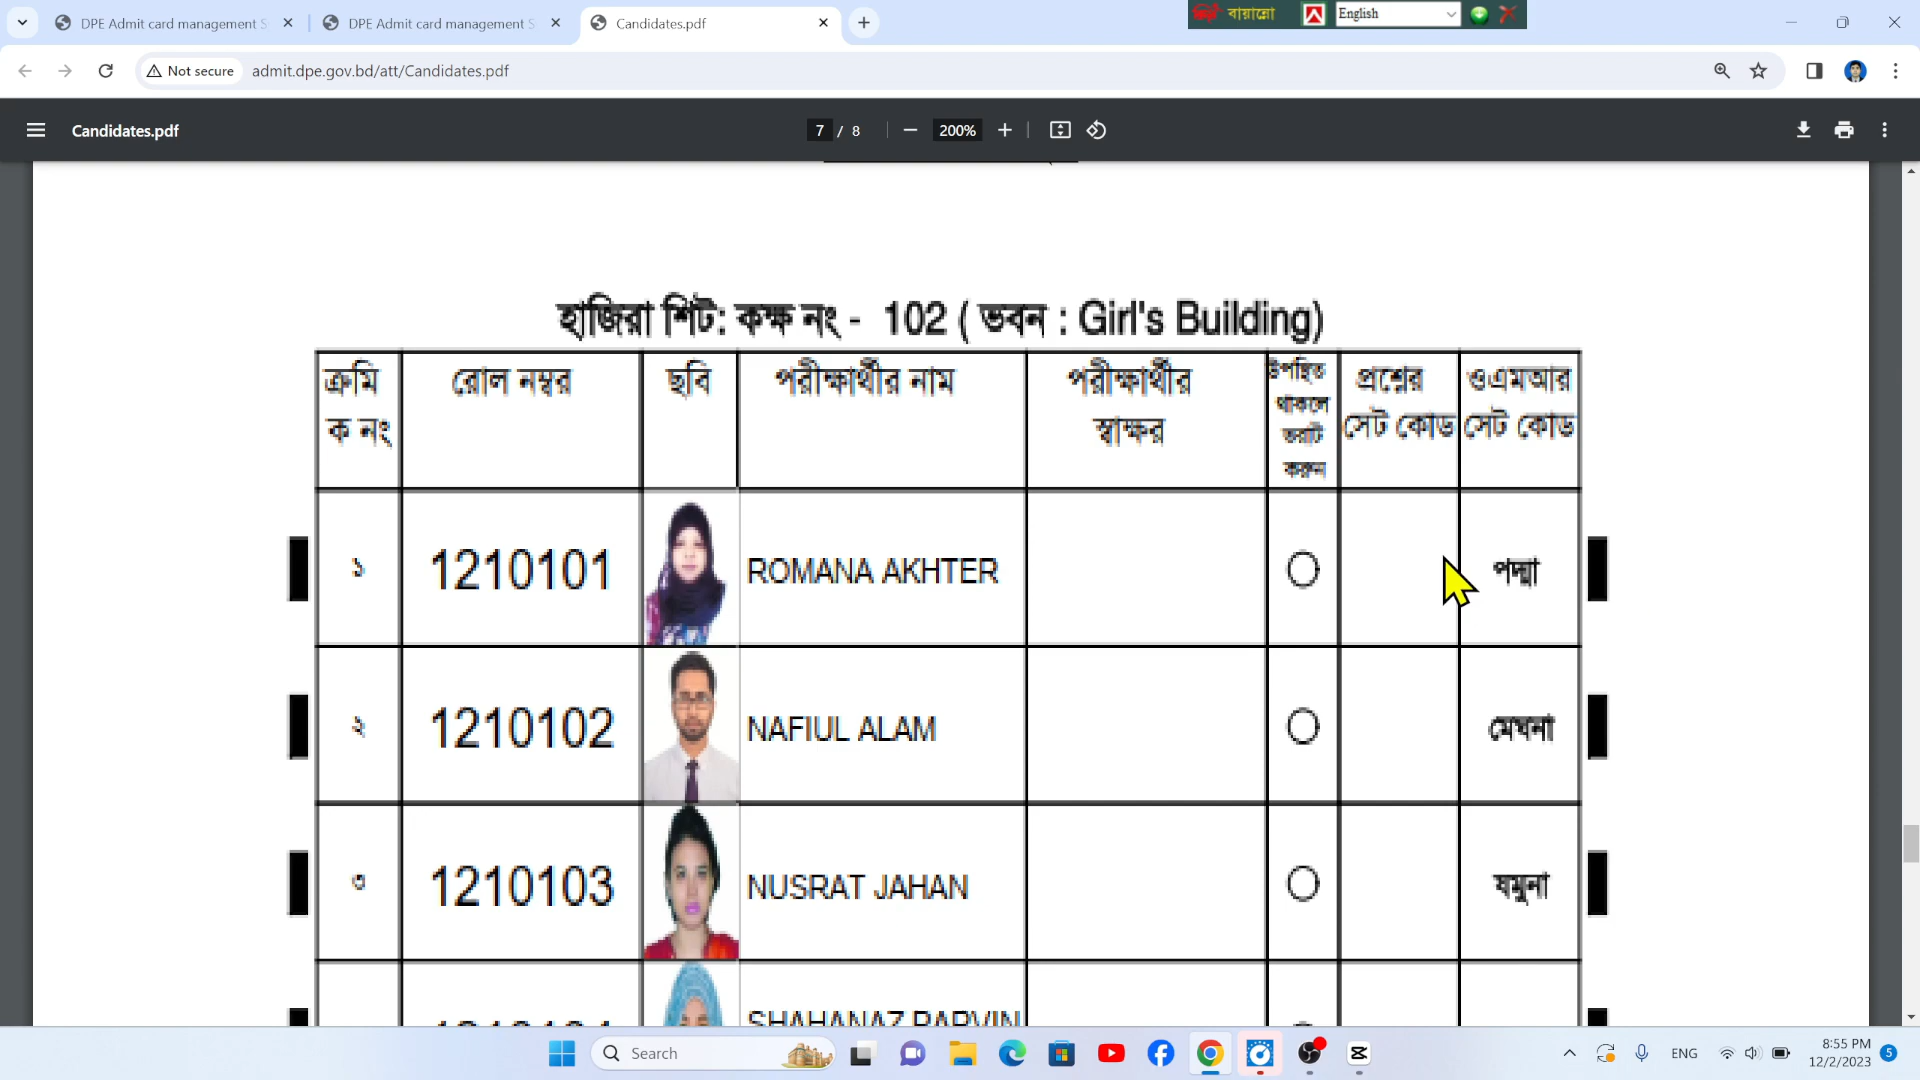 DPE Admit card management S
DPE Admit card management S
Candidates.pdf
বায়ান্নো
English
Not secure
admit.dpe.gov.bd/att/Candidates.pdf
Candidates.pdf
7 / 8
200%
হাজিরা শিট: কক্ষ নং - 102 ( ভবন : Girl's Building)
ক্রমি
ক নং
রোল নম্বর
ছবি
পরীক্ষার্থীর নাম
পরীক্ষার্থীর
স্বাক্ষর
উপস্থিত
থাকলে
ভরাট
করুন
প্রশ্নের
সেট কোড
ওএমআর
সেট কোড
১ 1210101 ROMANA AKHTER পদ্মা
২ 1210102 NAFIUL ALAM মেঘনা
৩ 1210103 NUSRAT JAHAN যমুনা
SHAHANAZ PARVIN
Search
ENG
8:55 PM
12/2/2023
5